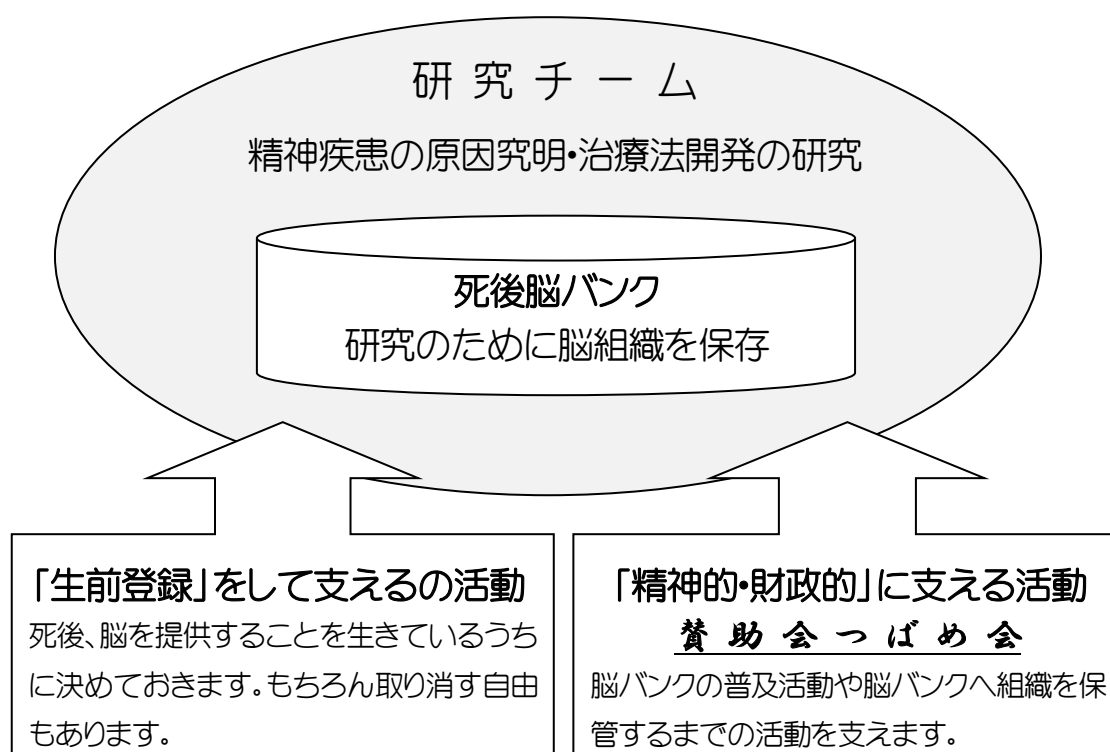 研究チーム
精神疾患の原因究明・治療法開発の研究
死後脳バンク
研究のために脳組織を保存
「生前登録」をして支えるの活動
死後、脳を提供することを生きているうち
に決めておきます。もちろん取り消す自由
もあります。
「精神的・財政的」に支える活動
賛助会つばめ会
脳バンクの普及活動や脳バンクへ組織を保
管するまでの活動を支えます。